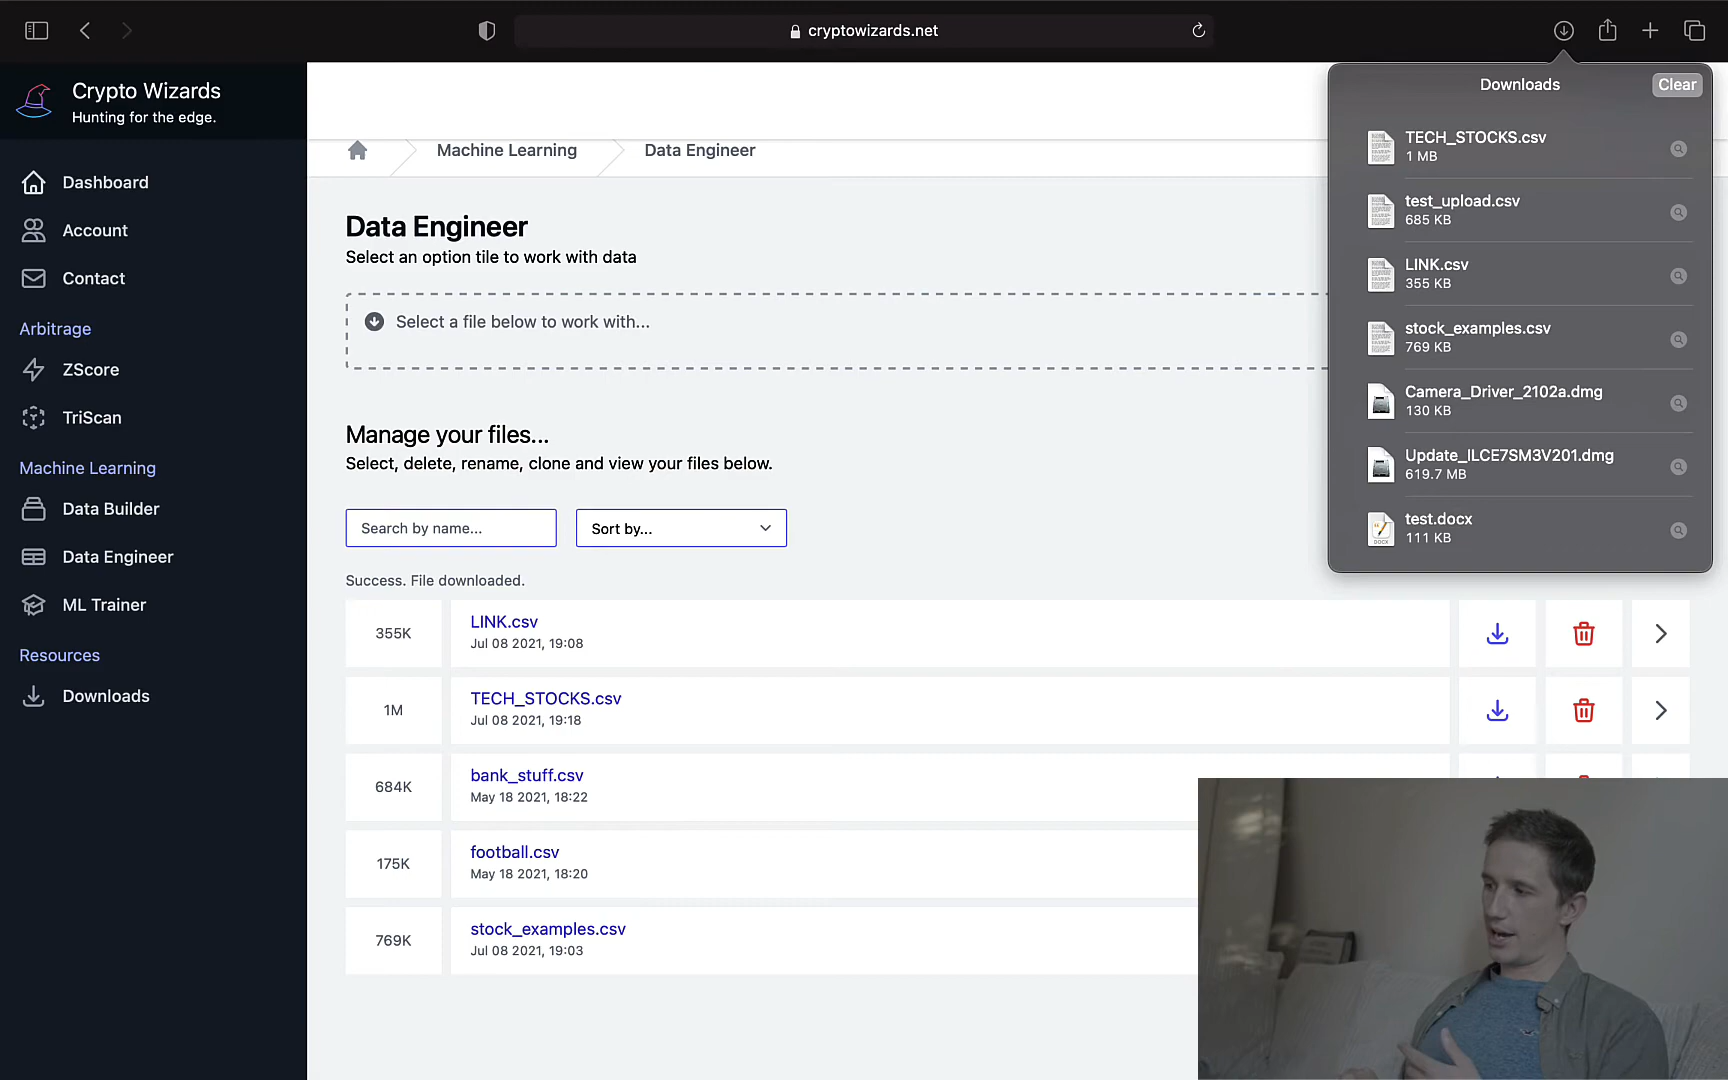 cryptowizards.net
Crypto Wizards
Hunting for the edge.
Dashboard
Account
Contact
Arbitrage
ZScore
TriScan
Machine Learning
Data Builder
Data Engineer
ML Trainer
Resources
Downloads
Machine Learning
Data Engineer
Data Engineer
Select an option tile to work with data
Select a file below to work with...
Manage your files...
Select, delete, rename, clone and view your files below.
Search by name...
Sort by...
Success. File downloaded.
355K
LINK.csv
Jul 08 2021, 19:08
1M
TECH_STOCKS.csv
Jul 08 2021, 19:18
684K
bank_stuff.csv
May 18 2021, 18:22
175K
football.csv
May 18 2021, 18:20
769K
stock_examples.csv
Jul 08 2021, 19:03
Downloads
Clear
TECH_STOCKS.csv
1 MB
test_upload.csv
685 KB
LINK.csv
355 KB
stock_examples.csv
769 KB
Camera_Driver_2102a.dmg
130 KB
Update_ILCE7SM3V201.dmg
619.7 MB
DOCX
test.docx
111 KB